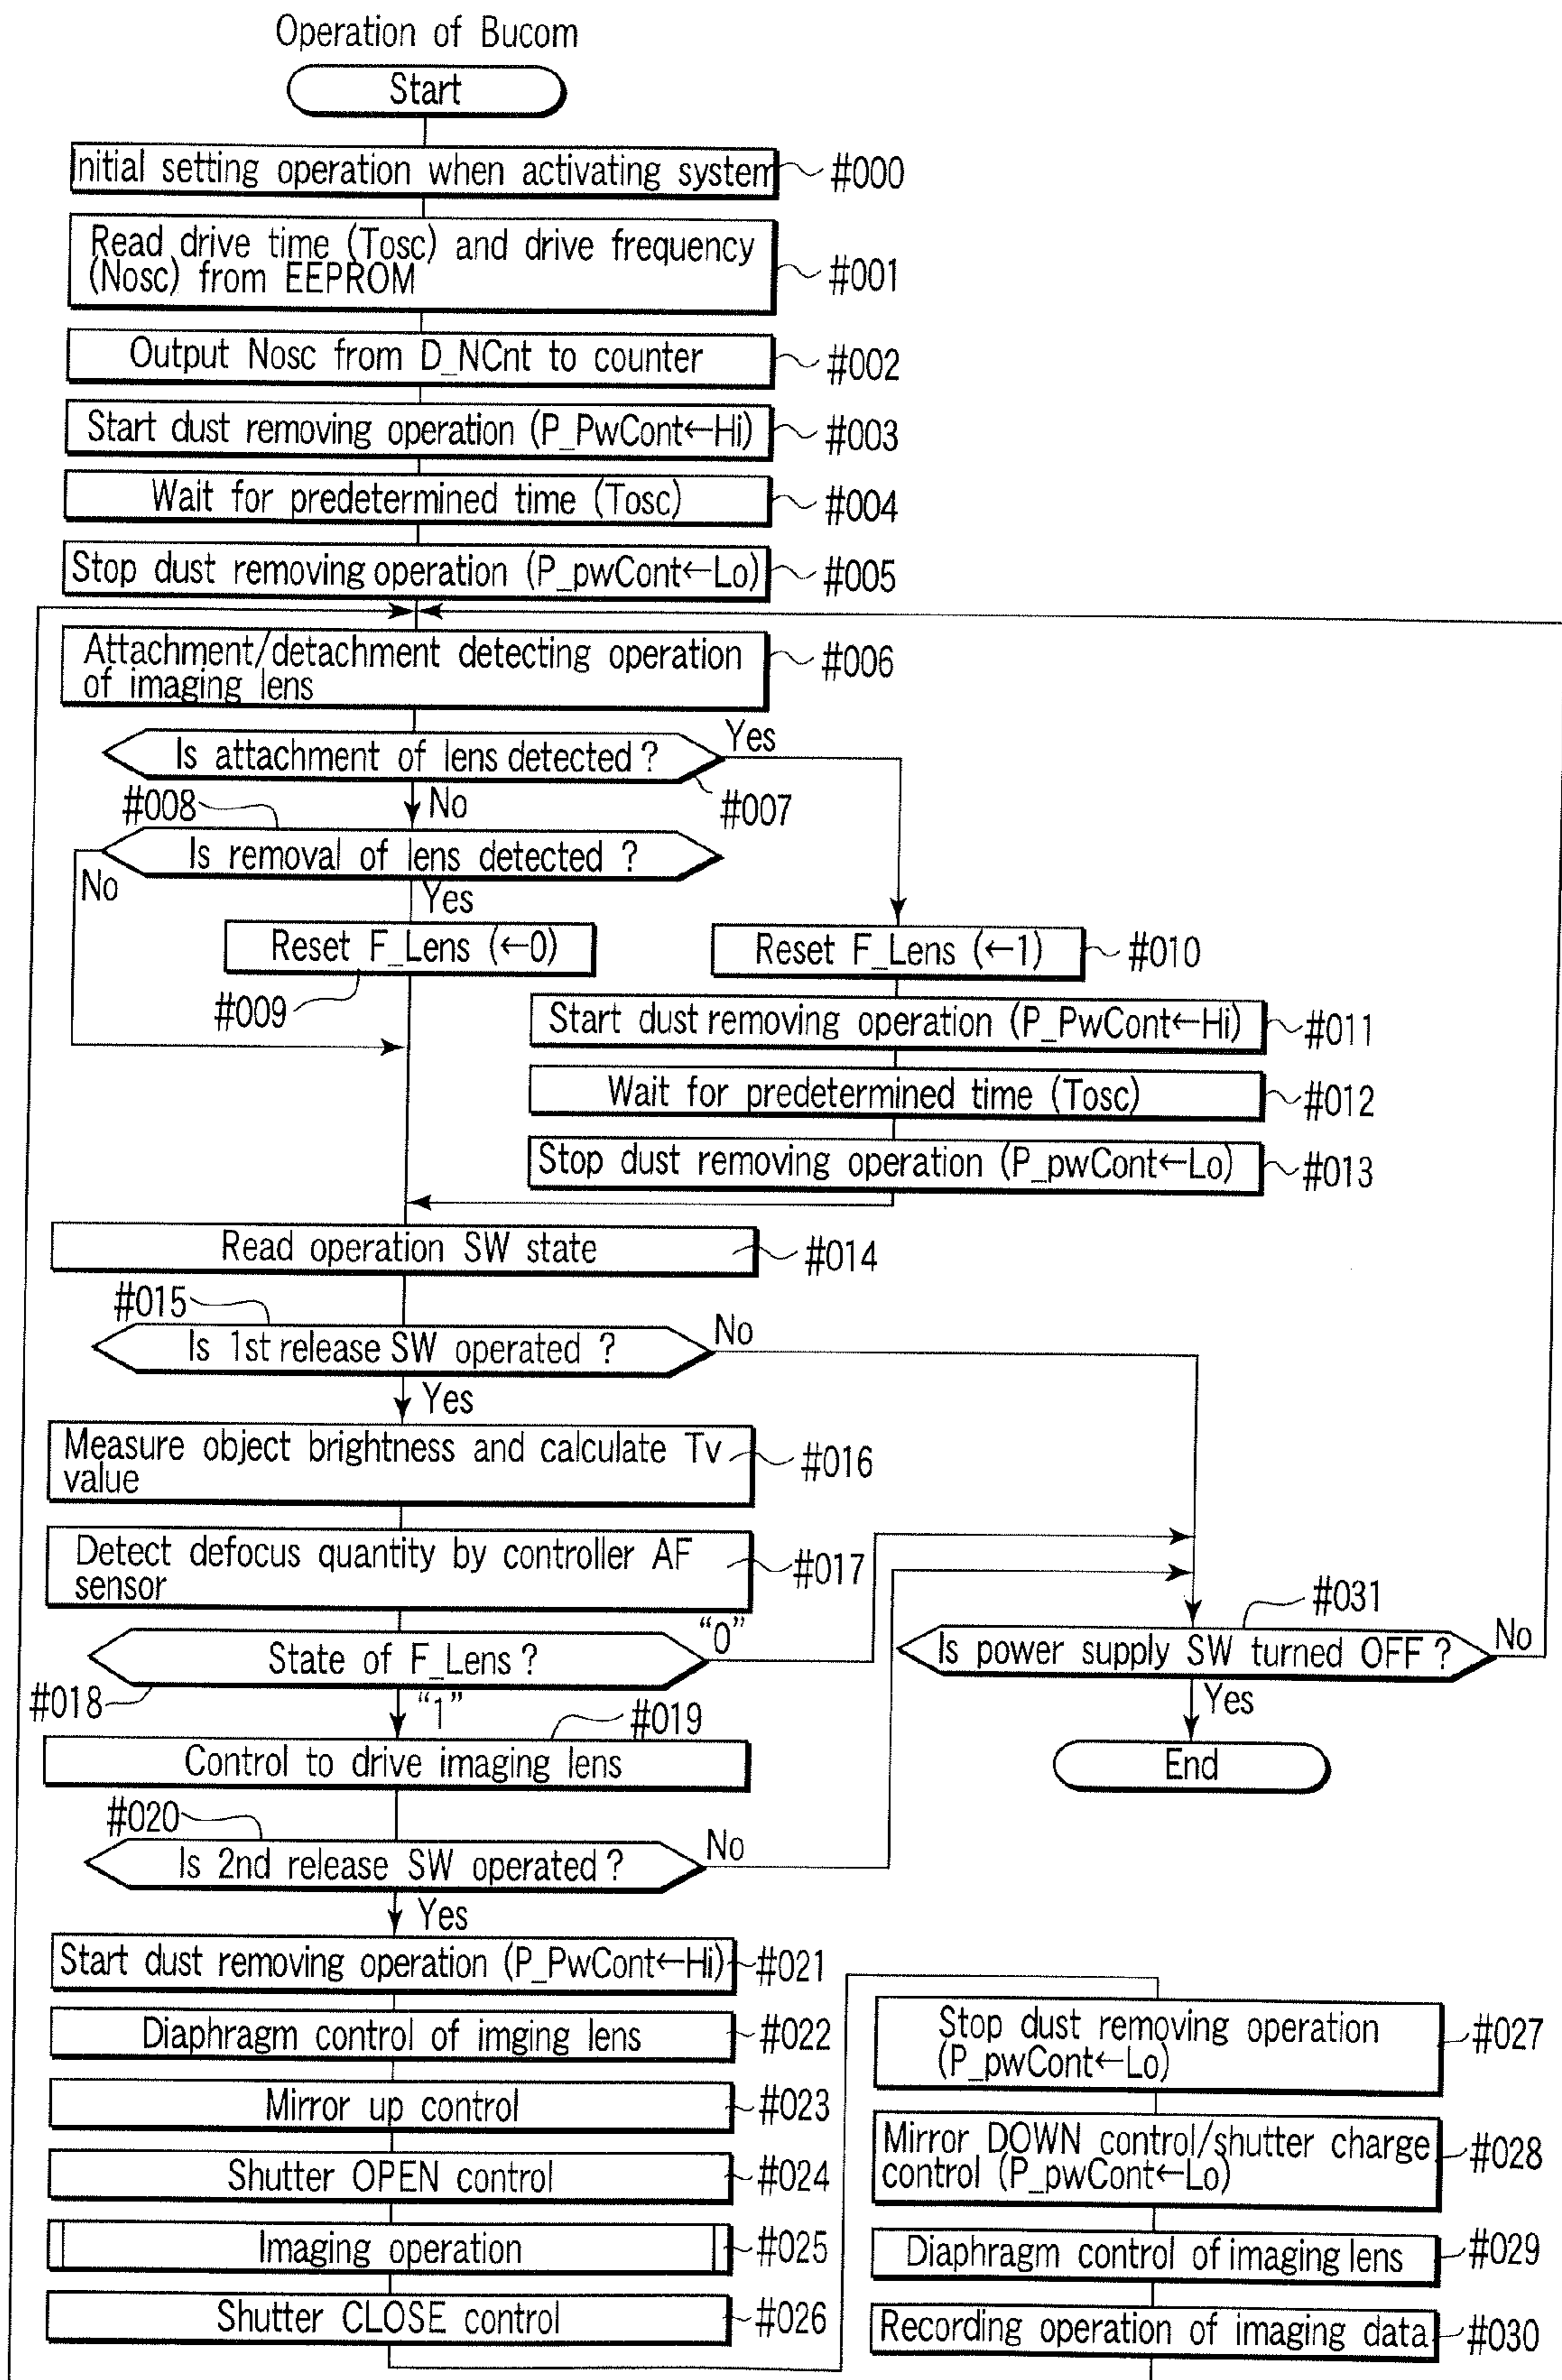 Operation of Bucom
Start
Initial setting operation when activating system
#000
Read drive time (Tosc) and drive frequency
(Nosc) from EEPROM
#001
Output Nosc from D_NCnt to counter
#002
Start dust removing operation (P_PwCont←Hi)
#003
Wait for predetermined time (Tosc)
#004
Stop dust removing operation (P_pwCont←Lo)
#005
Attachment/detachment detecting operation
of imaging lens
#006
Is attachment of lens detected ?
Yes
#007
No
#008
Is removal of lens detected ?
No
Yes
Reset F_Lens (←0)
#009
Reset F_Lens (←1)
#010
Start dust removing operation (P_PwCont←Hi)
#011
Wait for predetermined time (Tosc)
#012
Stop dust removing operation (P_pwCont←Lo)
#013
Read operation SW state
#014
#015
Is 1st release SW operated ?
No
Yes
Measure object brightness and calculate Tv
value
#016
Detect defocus quantity by controller AF
sensor
#017
State of F_Lens ?
"0"
#018
"1"
#019
Control to drive imaging lens
#020
Is 2nd release SW operated ?
No
Yes
#031
Is power supply SW turned OFF ?
No
Yes
End
Start dust removing operation (P_PwCont←Hi)
#021
Diaphragm control of imging lens
#022
Mirror up control
#023
Shutter OPEN control
#024
Imaging operation
#025
Shutter CLOSE control
#026
Stop dust removing operation
(P_pwCont←Lo)
#027
Mirror DOWN control/shutter charge
control (P_pwCont←Lo)
#028
Diaphragm control of imaging lens
#029
Recording operation of imaging data
#030